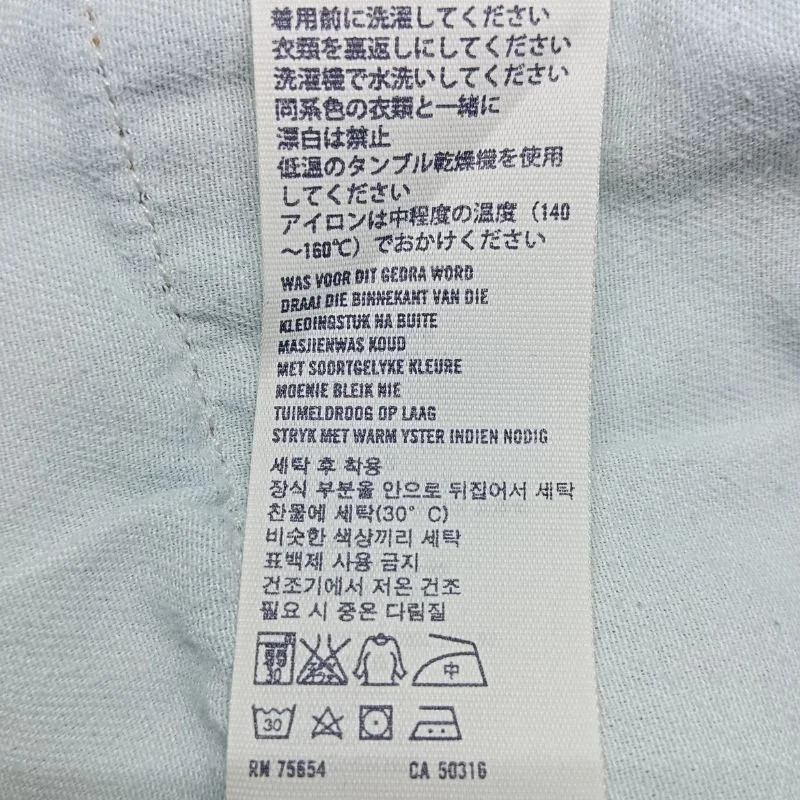 着用前に洗濯してください
衣類を裏返しにしてください
洗濯機で水洗いしてください
同系色の衣類と一緒に
漂白は禁止
低温のタンブル乾燥機を使用
してください
アイロンは中程度の温度（140
～160℃）でおかけください
WAS VOOR DIT GEDRA WORD
DRAAI DIE BINNEKANT VAN DIE
KLEDINGSTUK NA BUITE
MASJIENWAS KOUD
MET SOORTGELYKE KLEURE
MOENIE BLEIK NIE
TUIMELDROOG OP LAAG
STRYK MET WARM YSTER INDIEN NODIG
세탁 후 착용
장식 부분을 안으로 뒤집어서 세탁
찬물에 세탁(30° C)
비슷한 색상끼리 세탁
표백제 사용 금지
건조기에서 저온 건조
필요 시 중온 다림질
30 中
30
RN 75654 CA 50316